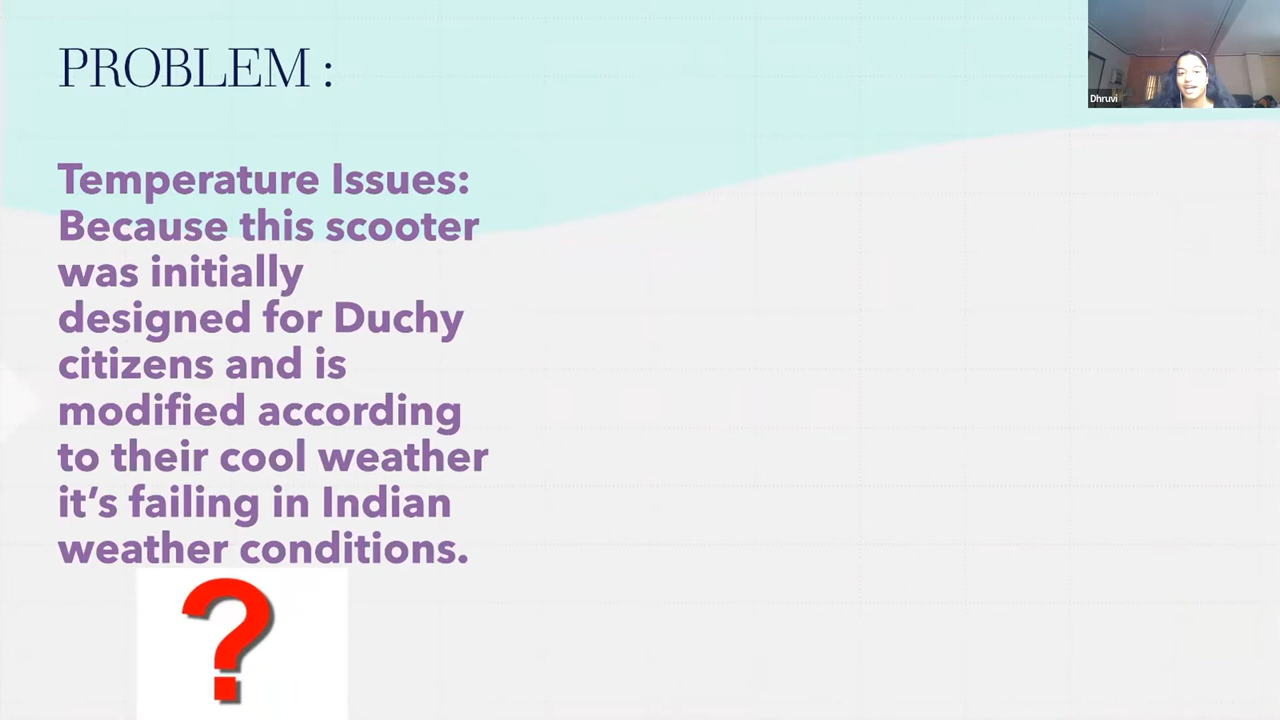 PROBLEM :
Dhruvi
Temperature Issues:
Because this scooter
was initially
designed for Duchy
citizens and is
modified according
to their cool weather
it's failing in Indian
weather conditions.
?